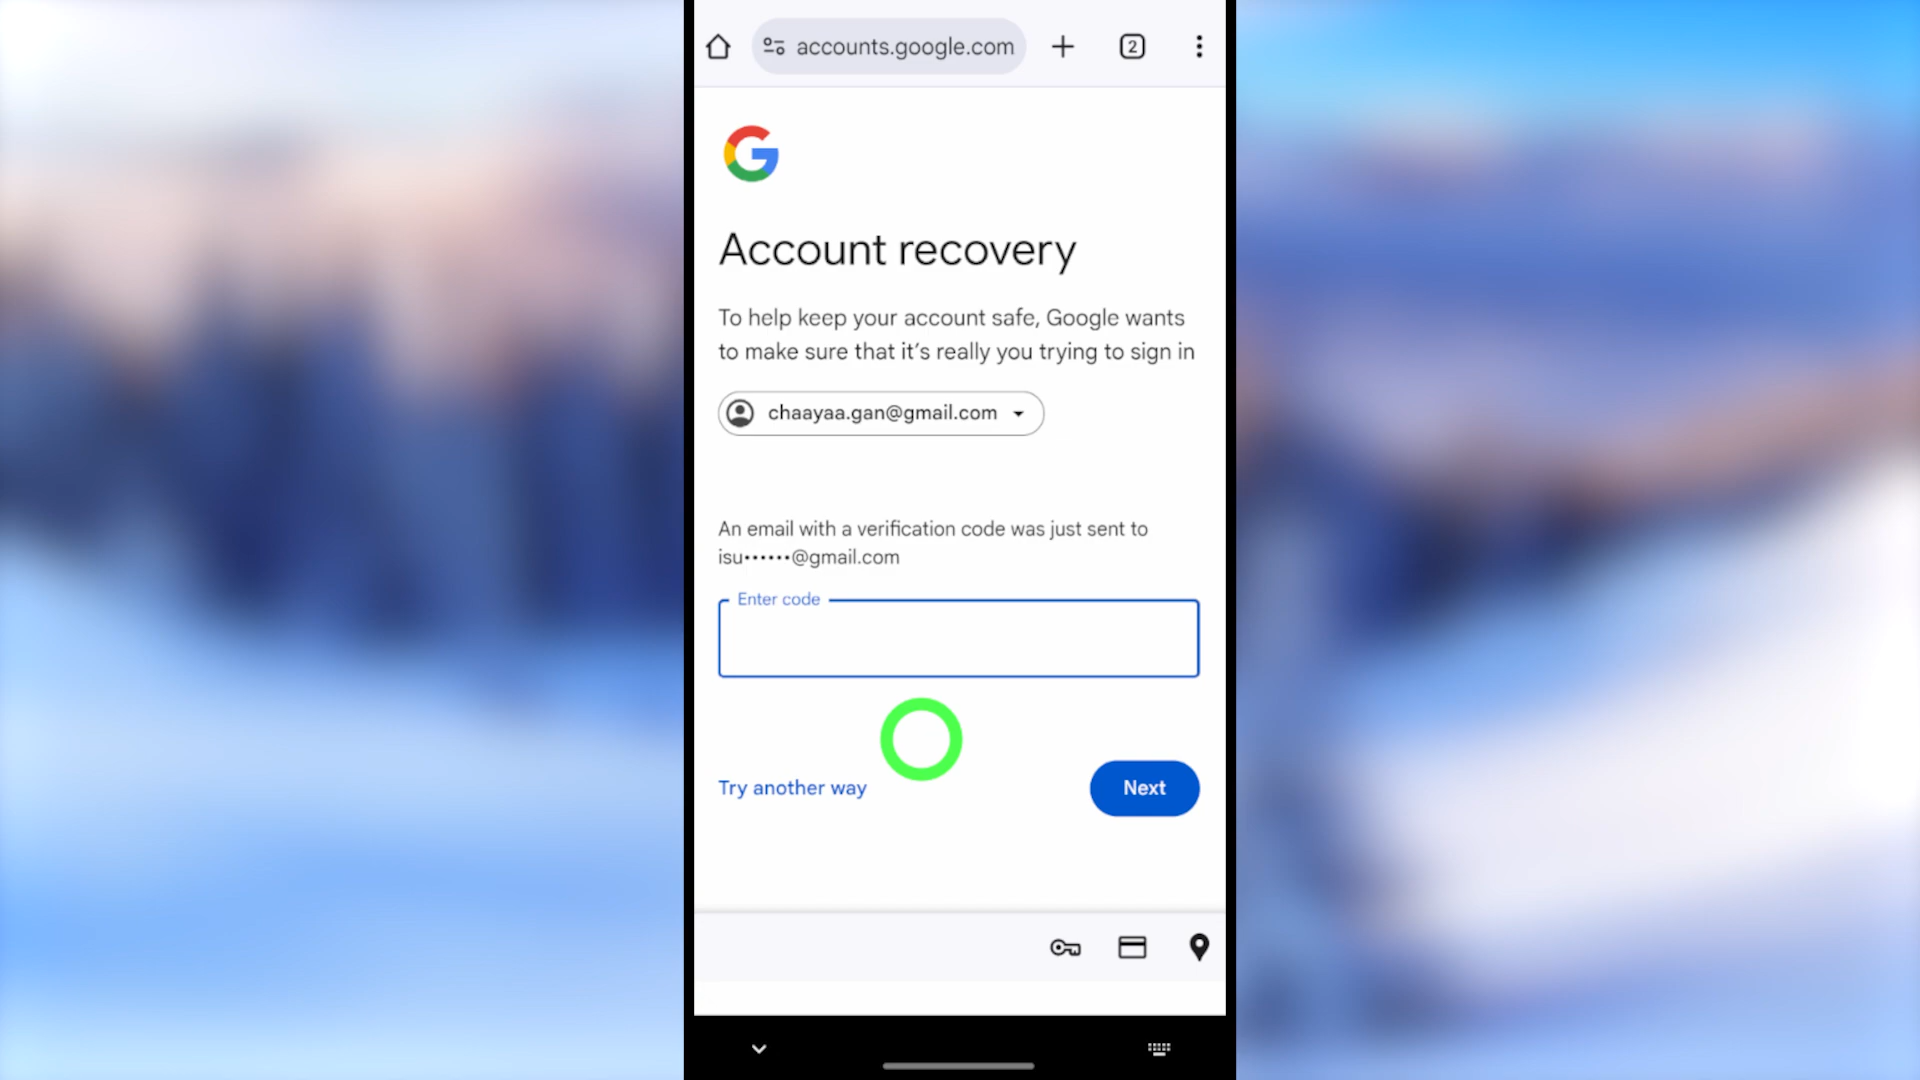 accounts.google.com
2
Account recovery
To help keep your account safe, Google wants
to make sure that it’s really you trying to sign in
chaayaa.gan@gmail.com
An email with a verification code was just sent to
isu••••••@gmail.com
Enter code
Try another way
Next